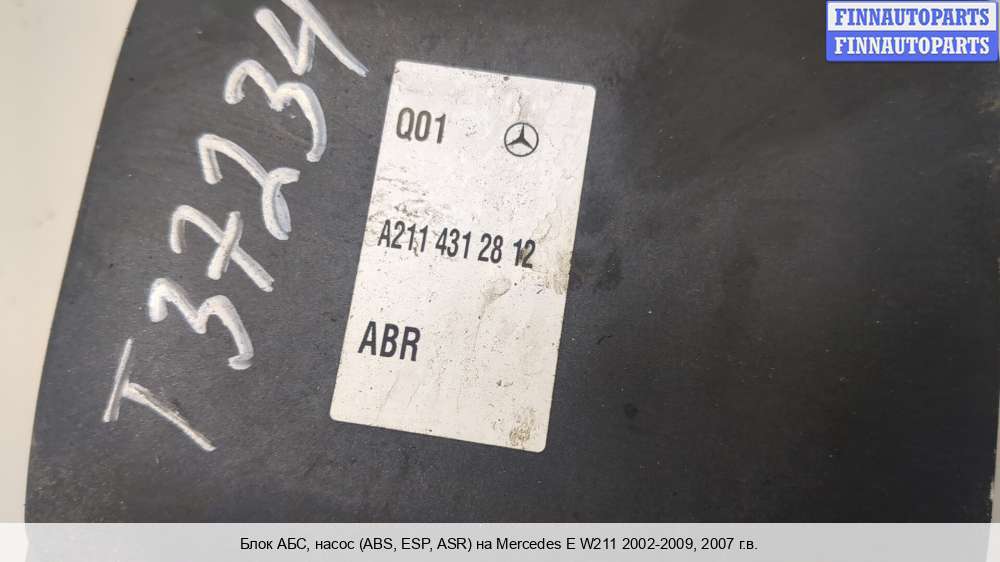 FINNAUTOPARTS
FINNAUTOPARTS
T37234
Q01
A211 431 28 12
ABR
Блок АБС, насос (ABS, ESP, ASR) на Mercedes E W211 2002-2009, 2007 г.в.